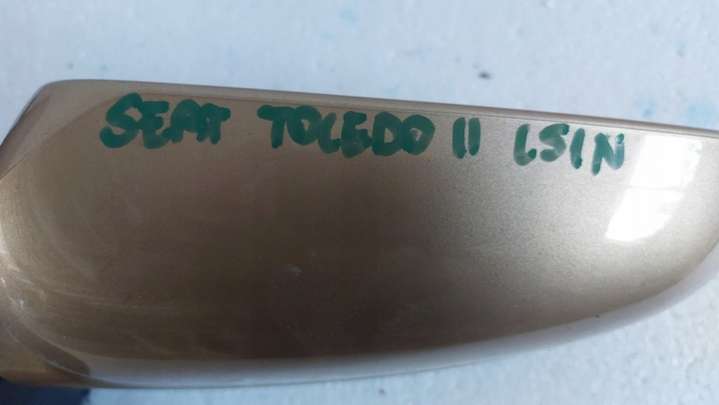 SEAT TOLEDO II LS1N